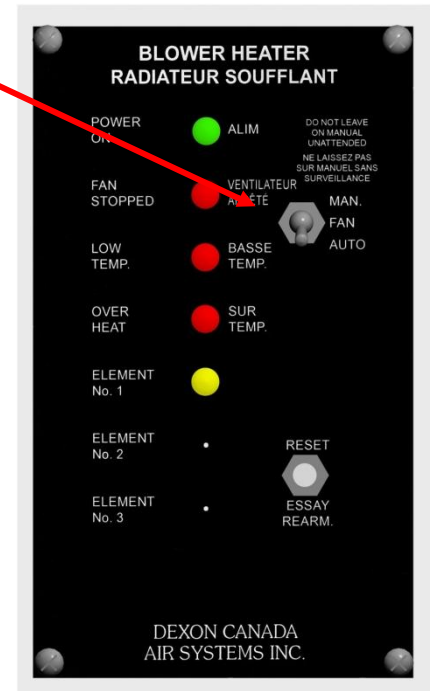 BLOWER HEATER
RADIATEUR SOUFFLANT
POWER
ON
ALIM
DO NOT LEAVE
ON MANUAL
UNATTENDED
NE LAISSEZ PAS
SUR MANUEL SANS
SURVEILLANCE
FAN
STOPPED
VENTILATEUR
ARRÊTÉ
MAN.
FAN
AUTO
LOW
TEMP.
BASSE
TEMP.
OVER
HEAT
SUR
TEMP.
ELEMENT
No. 1
ELEMENT
No. 2
ELEMENT
No. 3
RESET
ESSAY
REARM.
DEXON CANADA
AIR SYSTEMS INC.